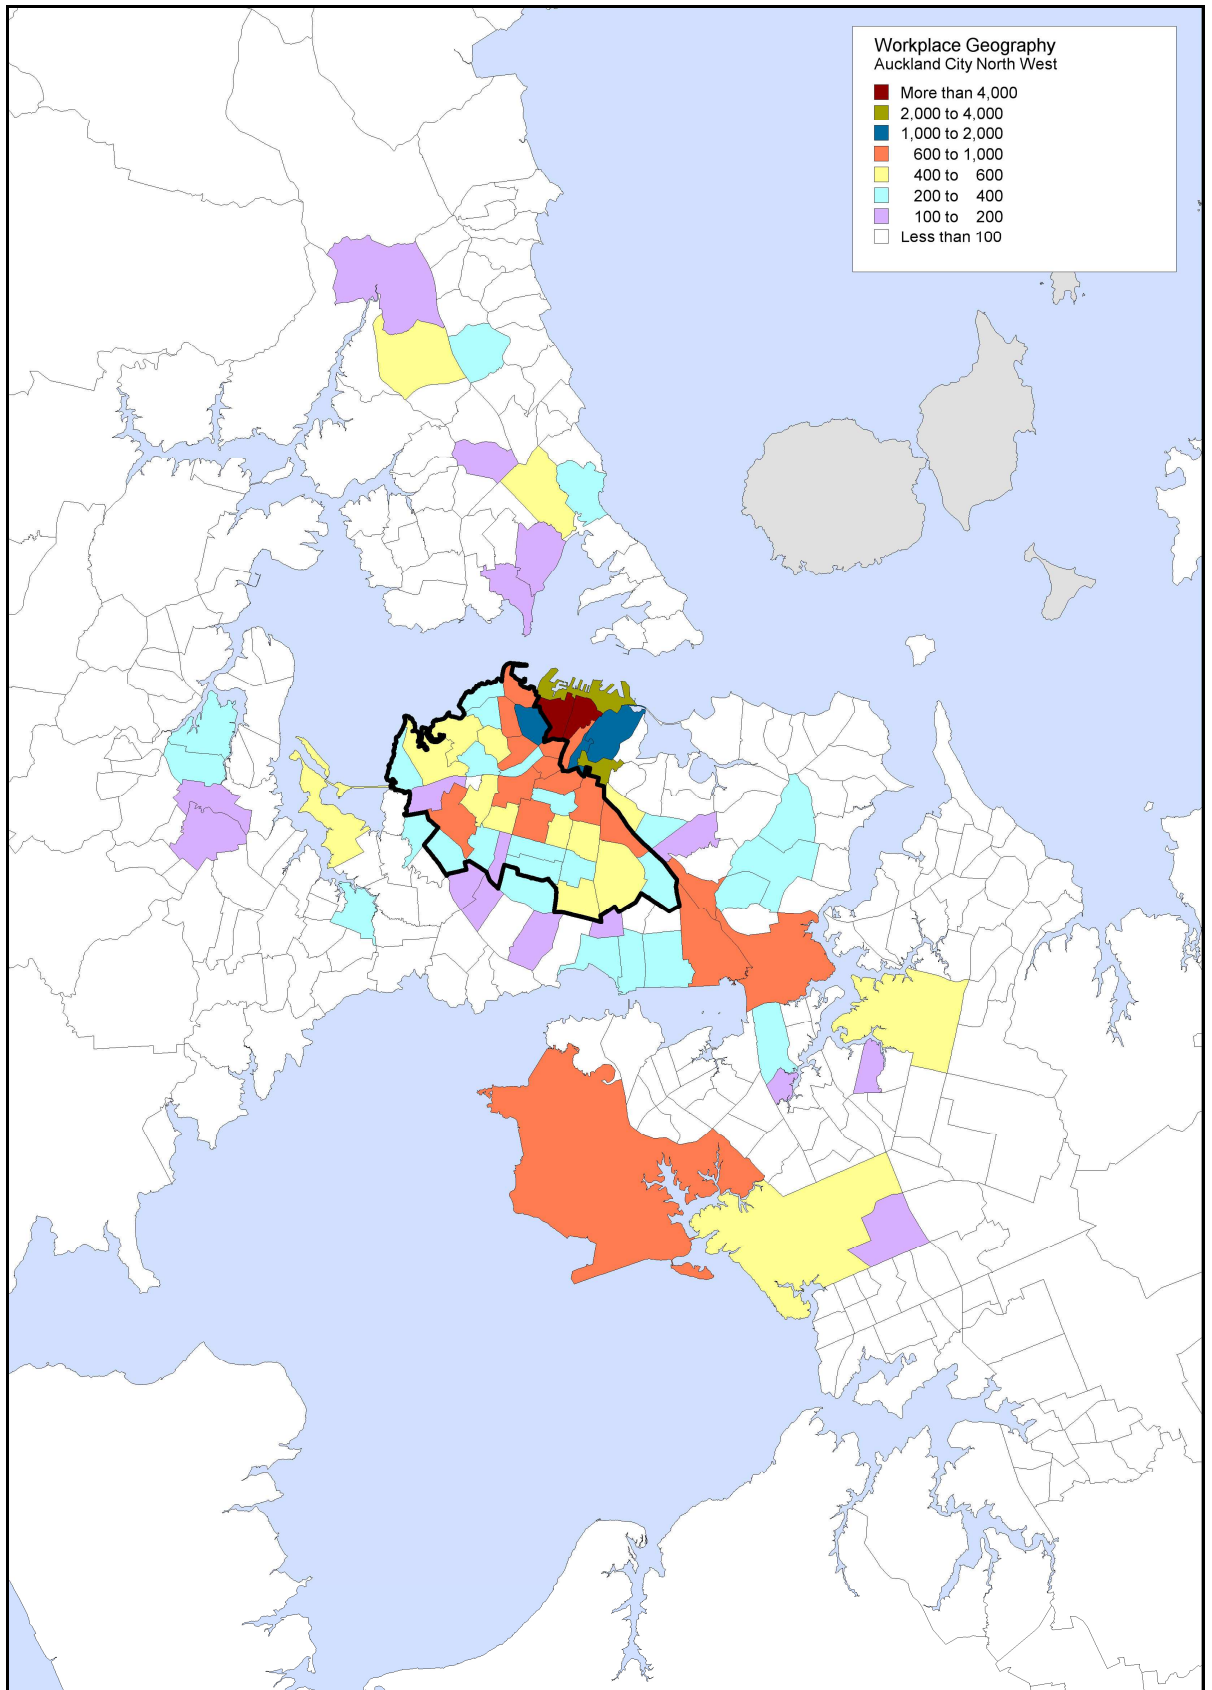 Workplace Geography
Auckland City North West
More than 4,000
2,000 to 4,000
1,000 to 2,000
600 to 1,000
400 to 600
200 to 400
100 to 200
Less than 100